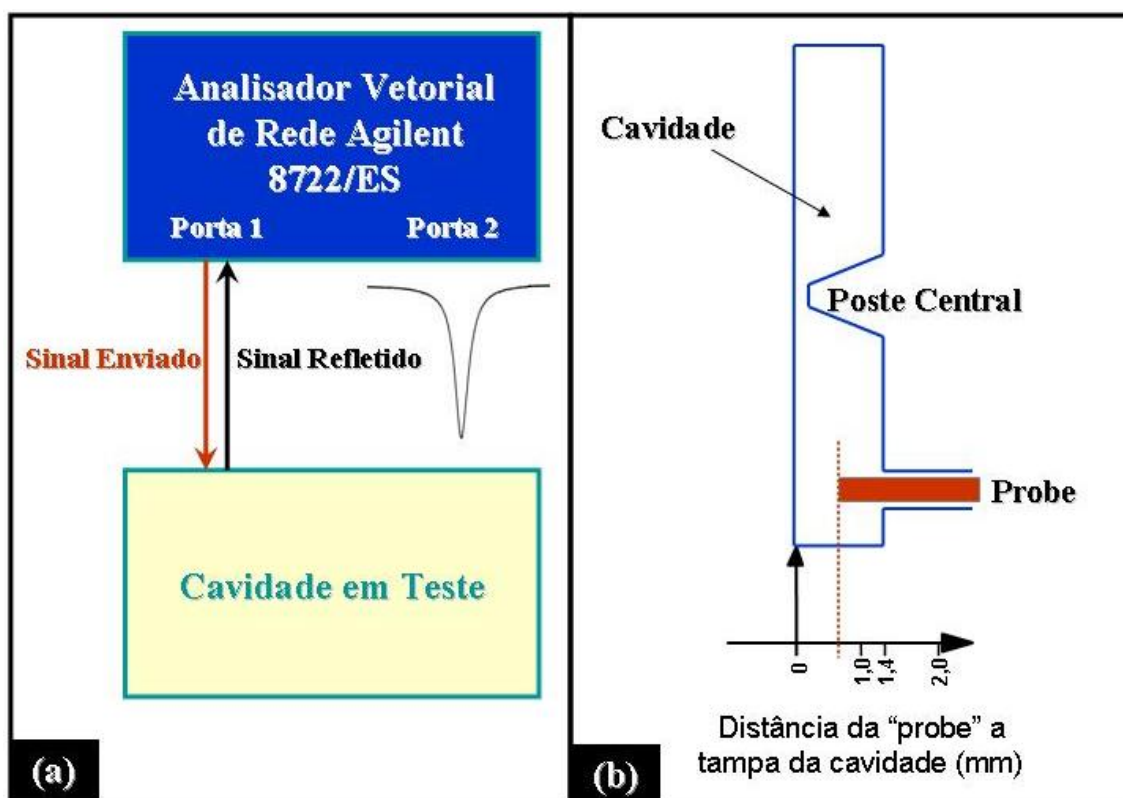 Analisador Vetorial
de Rede Agilent
8722/ES
Porta 1
Porta 2
Sinal Enviado
Sinal Refletido
Cavidade em Teste
(a)
Cavidade
Poste Central
Probe
0
1,0
1,4
2,0
Distância da “probe” a
tampa da cavidade (mm)
(b)